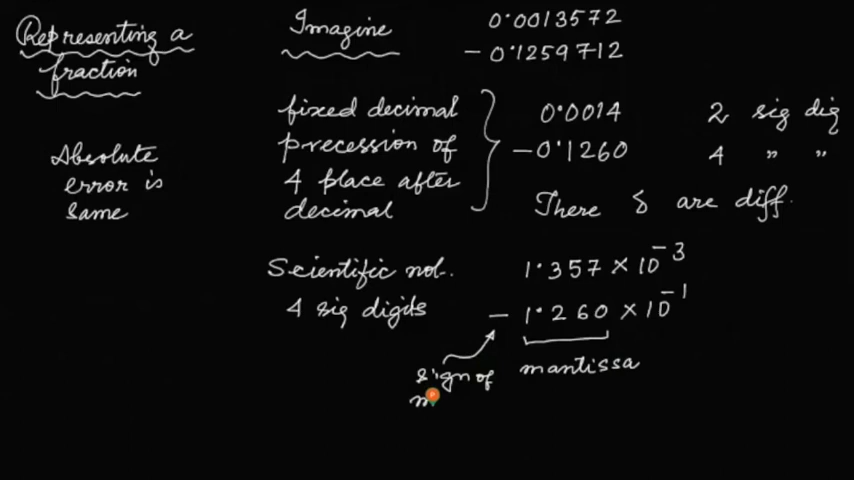 Representing a
fraction
Imagine
0.0013572
- 0.1259712
Absolute
error is
same
fixed decimal
precession of
4 place after
decimal
0.0014 2 sig dig
- 0.1260 4 " "
There δ are diff.
Scientific not..
4 sig digits
1.357 × 10⁻³
- 1.260 × 10⁻¹
sign of
m
mantissa